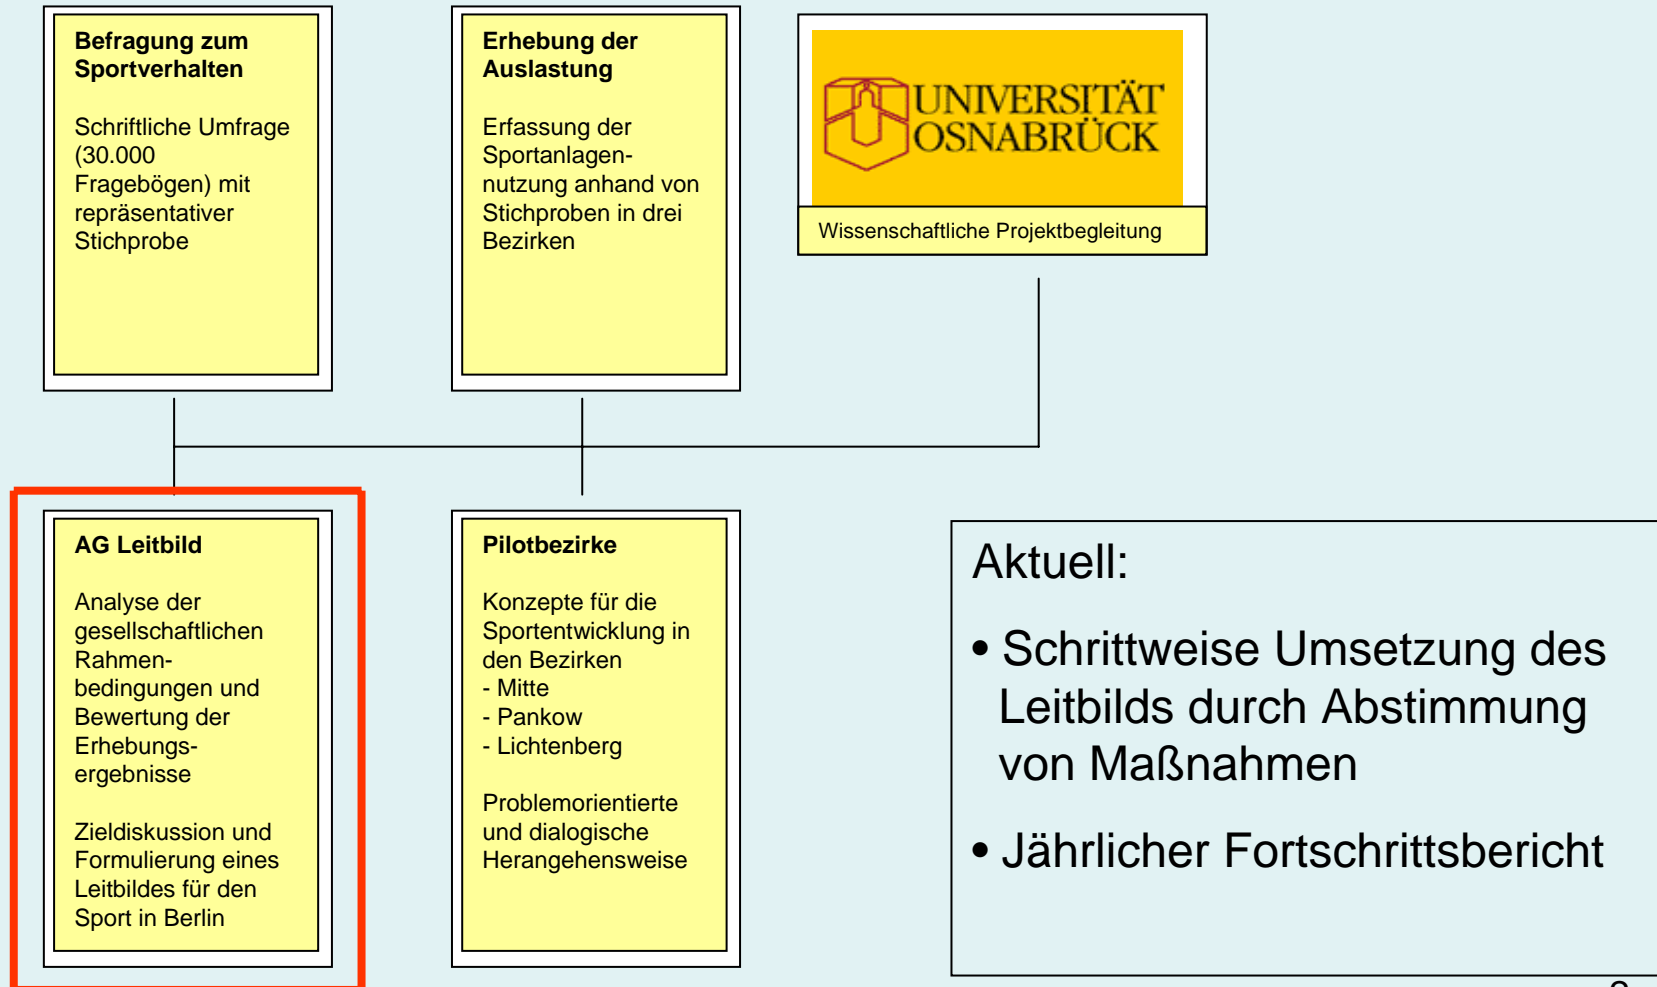 Befragung zum
Sportverhalten
Schriftliche Umfrage
(30.000
Fragebögen) mit
repräsentativer
Stichprobe
Erhebung der
Auslastung
Erfassung der
Sportanlagen-
nutzung anhand von
Stichproben in drei
Bezirken
UNIVERSITÄT
OSNABRÜCK
Wissenschaftliche Projektbegleitung
AG Leitbild
Analyse der
gesellschaftlichen
Rahmen-
bedingungen und
Bewertung der
Erhebungs-
ergebnisse
Zieldiskussion und
Formulierung eines
Leitbildes für den
Sport in Berlin
Pilotbezirke
Konzepte für die
Sportentwicklung in
den Bezirken
- Mitte
- Pankow
- Lichtenberg
Problemorientierte
und dialogische
Herangehensweise
Aktuell:
• Schrittweise Umsetzung des
Leitbilds durch Abstimmung
von Maßnahmen
• Jährlicher Fortschrittsbericht